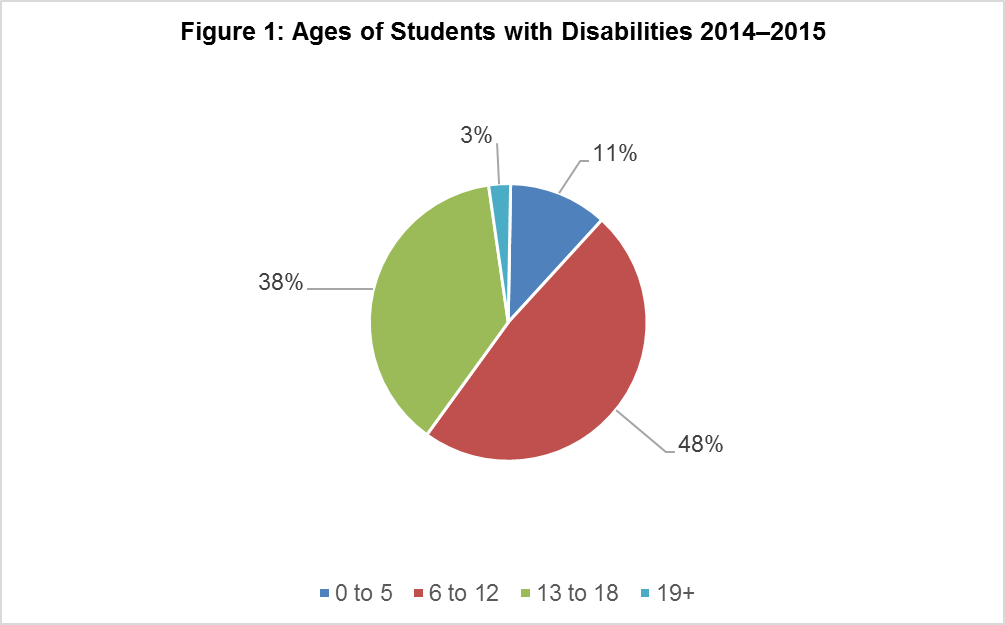 Figure 1: Ages of Students with Disabilities 2014–2015
3%
11%
38%
48%
0 to 5 6 to 12 13 to 18 19+